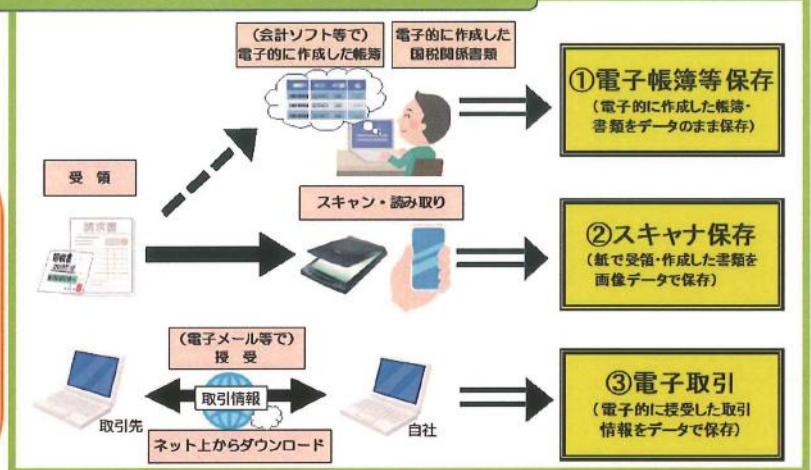 (会計ソフト等で)
電子的に作成した帳簿
電子的に作成した
国税関係書類
①電子帳簿等保存
(電子的に作成した帳簿・
書類をデータのまま保存)
受 領
請求書
領収書
スキャン・読み取り
②スキャナ保存
(紙で受領・作成した書類を
画像データで保存)
(電子メール等で)
授 受
取引情報
取引先
自社
ネット上からダウンロード
③電子取引
(電子的に授受した取引
情報をデータで保存)